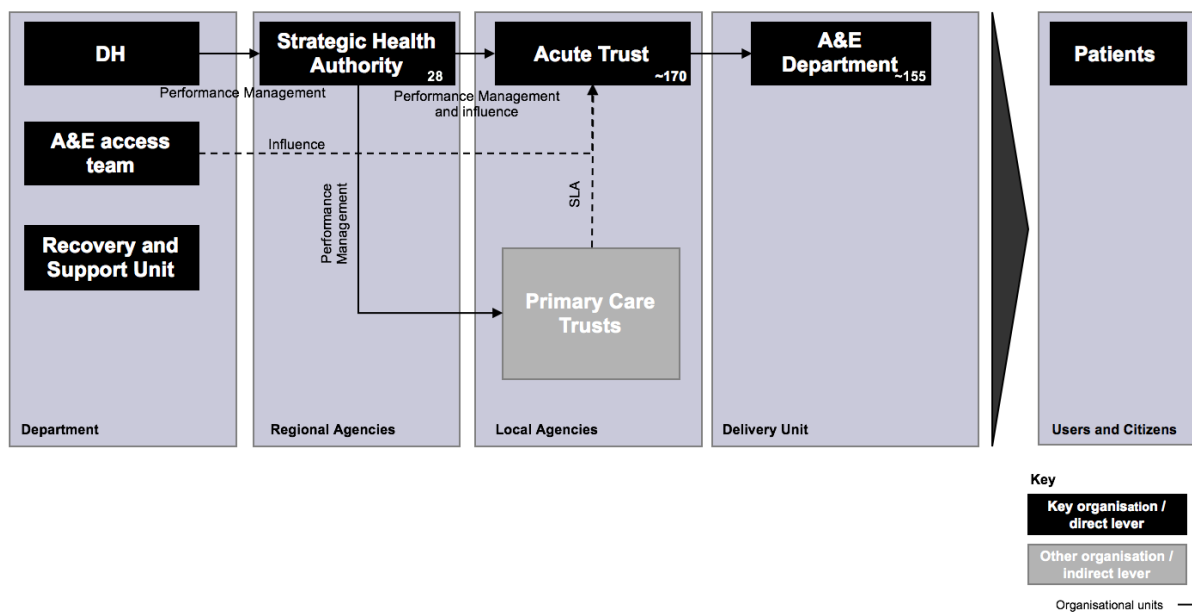 DH
Strategic Health
Authority
28
Acute Trust
~170
A&E
Department
~155
Patients
Performance Management
Performance Management
and influence
A&E access
team
Influence
Performance
Management
SLA
Recovery and
Support Unit
Primary Care
Trusts
Department
Regional Agencies
Local Agencies
Delivery Unit
Users and Citizens
Key
Key organisation /
direct lever
Other organisation /
indirect lever
Organisational units